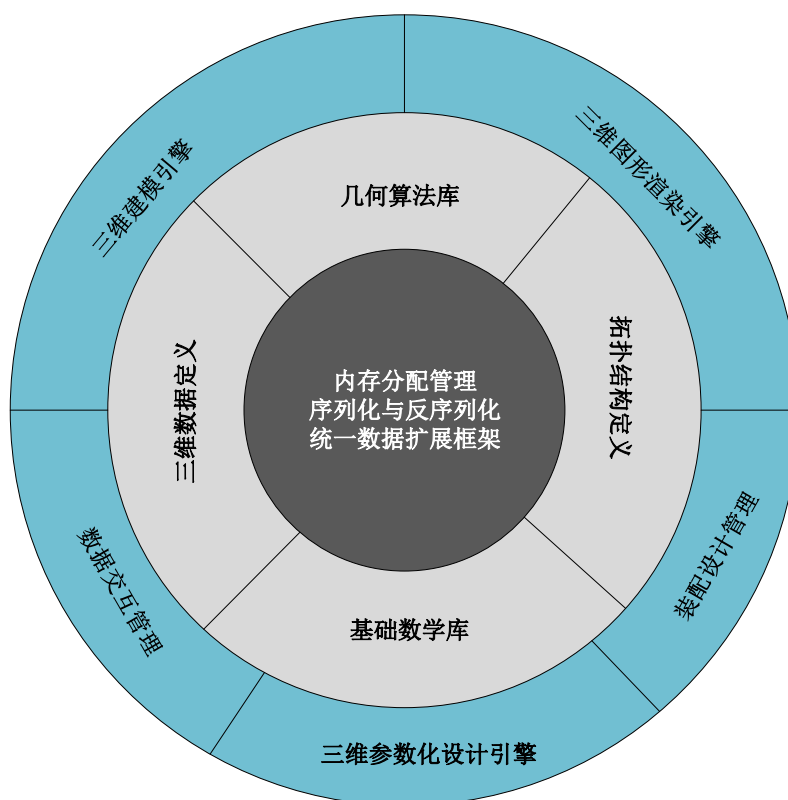 三维建模引擎
三维图形渲染引擎
几何算法库
三维数据定义
拓扑结构定义
内存分配管理
序列化与反序列化
统一数据扩展框架
基础数学库
数据交互管理
装配设计管理
三维参数化设计引擎